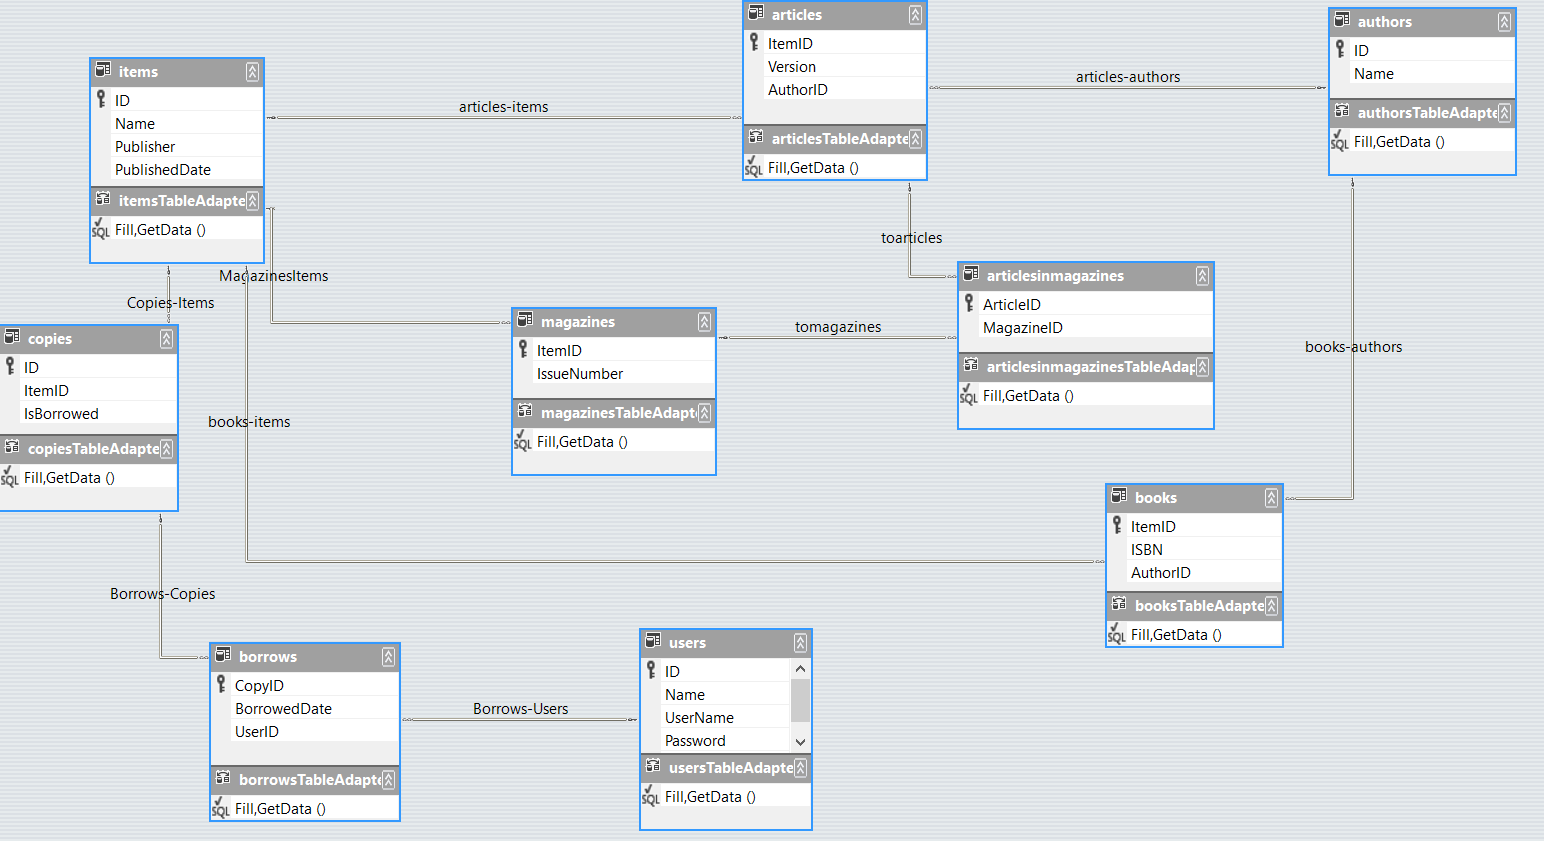 items
ID
Name
Publisher
PublishedDate
itemsTableAdapte
Fill,GetData ()
articles
ItemID
Version
AuthorID
articlesTableAdapte
Fill,GetData ()
authors
ID
Name
authorsTableAdapte
Fill,GetData ()
articles-items
articles-authors
toarticles
MagazinesItems
Copies-Items
copies
ID
ItemID
IsBorrowed
copiesTableAdapte
Fill,GetData ()
magazines
ItemID
IssueNumber
magazinesTableAdapt
Fill,GetData ()
tomagazines
articlesinmagazines
ArticleID
MagazineID
articlesinmagazinesTableAdap
Fill,GetData ()
books-authors
books-items
books
ItemID
ISBN
AuthorID
booksTableAdapte
Fill,GetData ()
Borrows-Copies
borrows
CopyID
BorrowedDate
UserID
borrowsTableAdapt
Fill,GetData ()
Borrows-Users
users
ID
Name
UserName
Password
usersTableAdapte
Fill,GetData ()
SQL
SQL
SQL
SQL
SQL
SQL
SQL
SQL
SQL